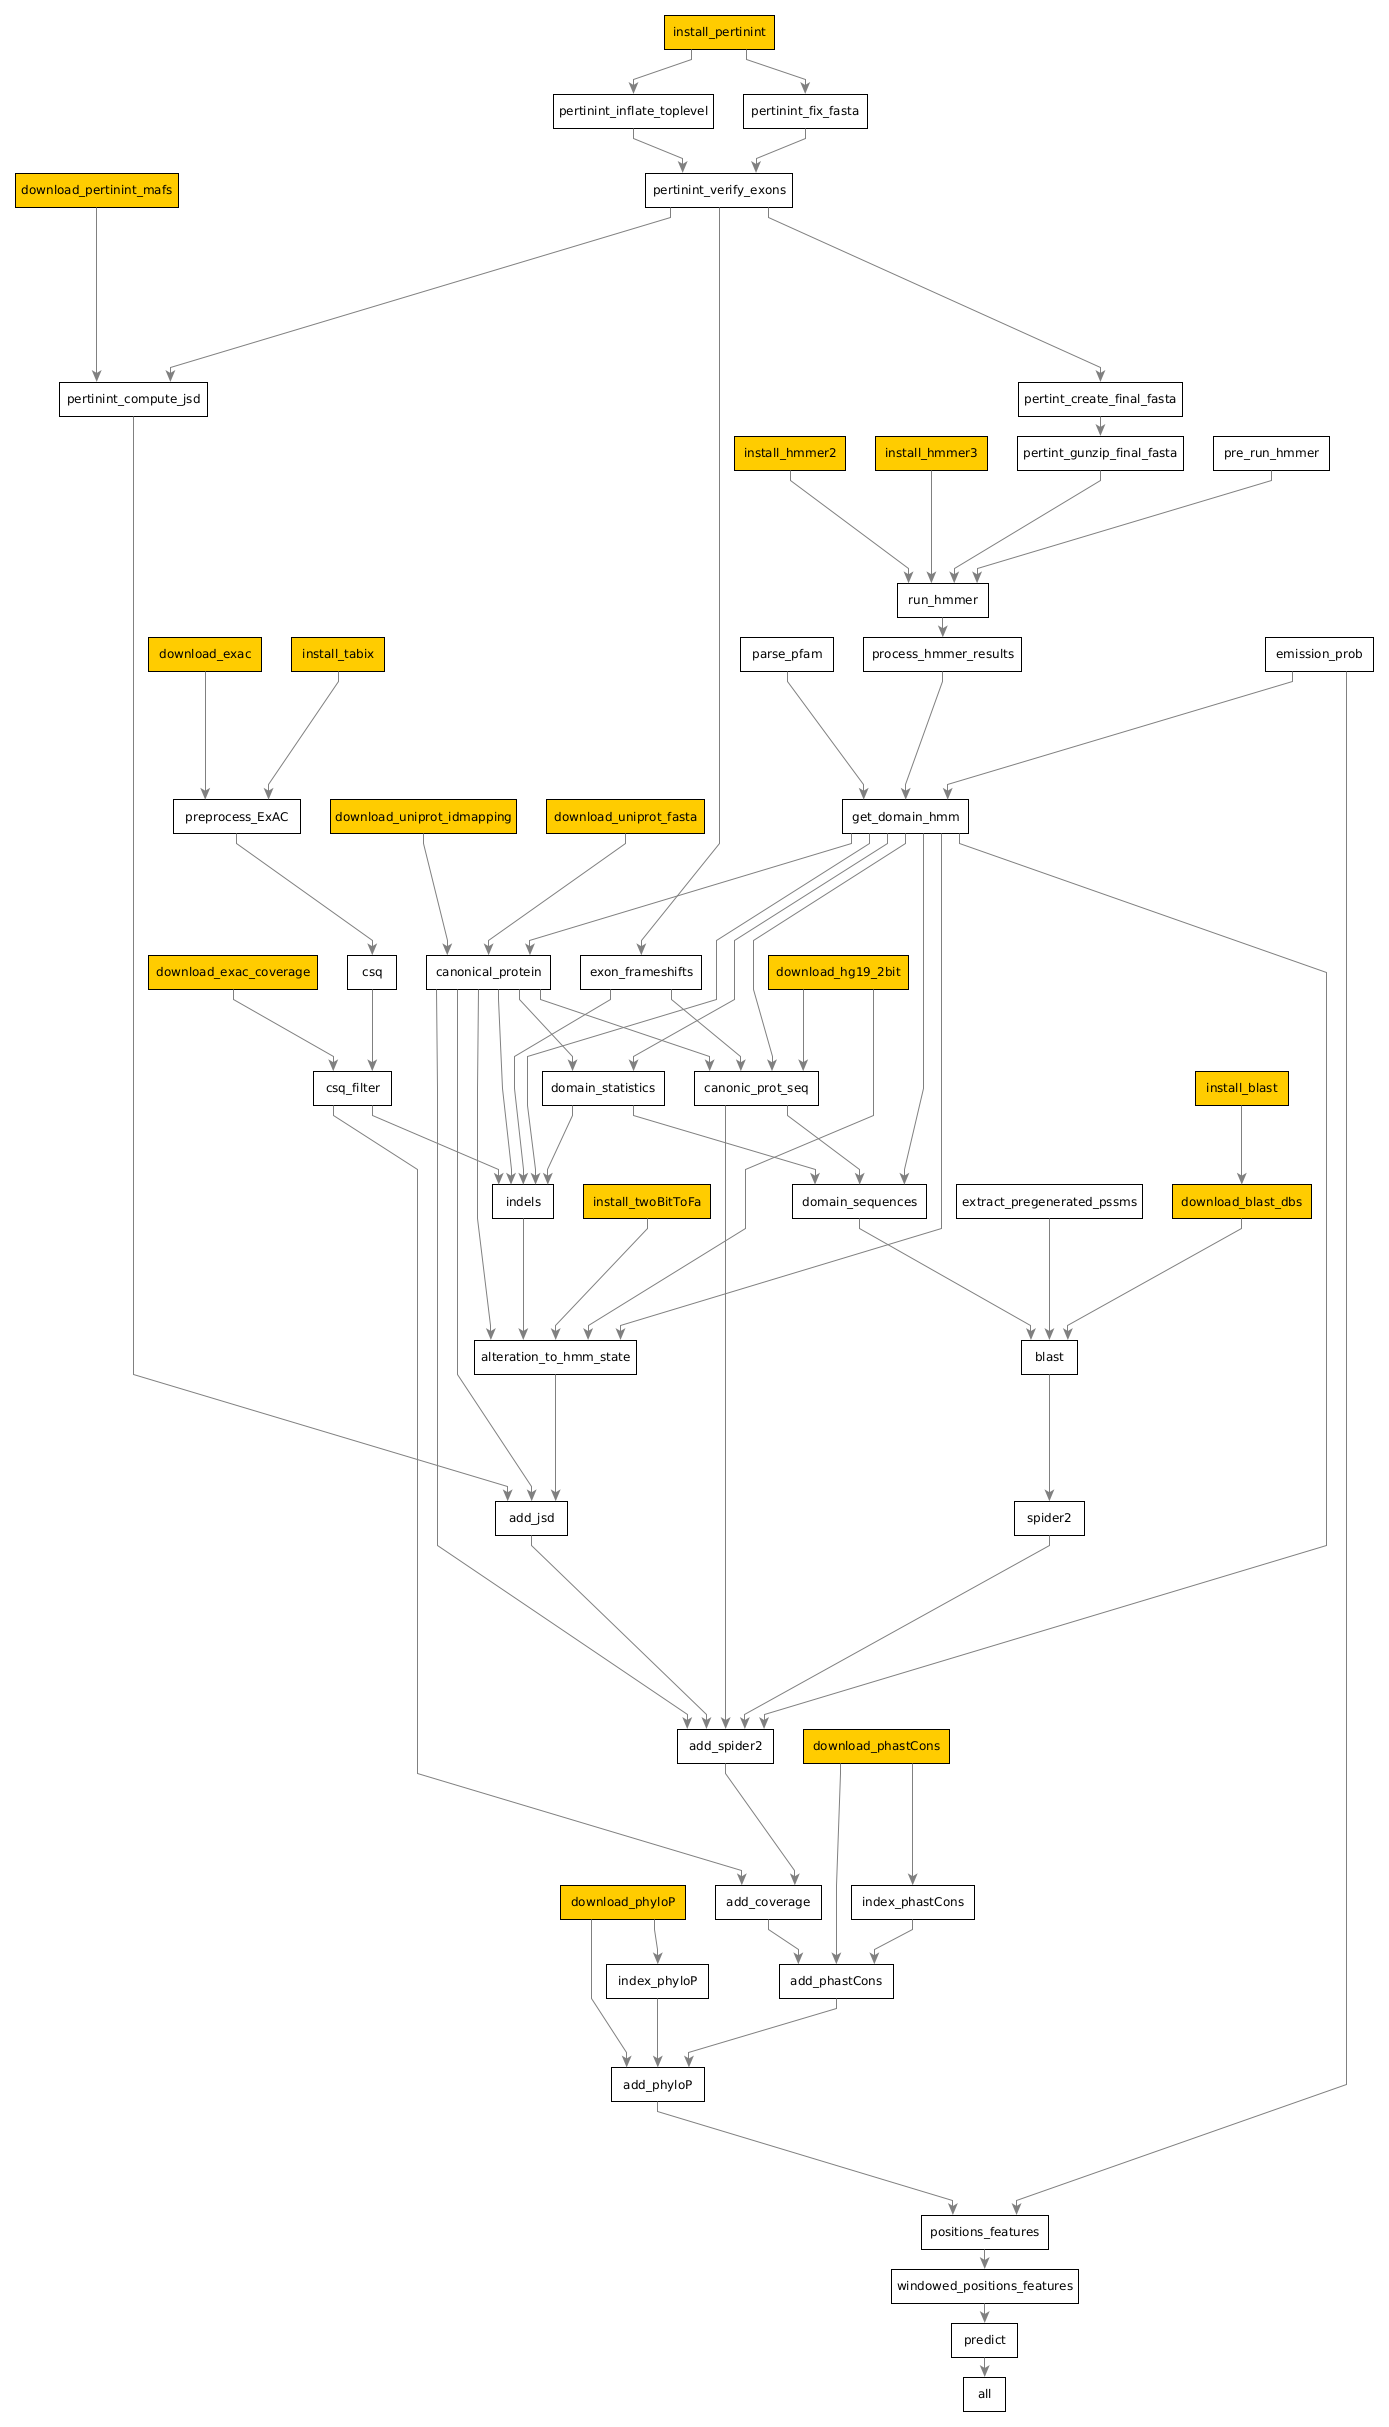 install_pertinint
pertinint_inflate_toplevel
pertinint_fix_fasta
download_pertinint_mafs
pertinint_verify_exons
pertinint_compute_jsd
pertint_create_final_fasta
install_hmmer2
install_hmmer3
pertint_gunzip_final_fasta
pre_run_hmmer
run_hmmer
download_exac
install_tabix
parse_pfam
process_hmmer_results
emission_prob
preprocess_ExAC
download_uniprot_idmapping
download_uniprot_fasta
get_domain_hmm
download_exac_coverage
csq
canonical_protein
exon_frameshifts
download_hg19_2bit
csq_filter
domain_statistics
canonic_prot_seq
install_blast
indels
install_twoBitToFa
domain_sequences
extract_pregenerated_pssms
download_blast_dbs
alteration_to_hmm_state
blast
add_jsd
spider2
add_spider2
download_phastCons
download_phyloP
add_coverage
index_phastCons
index_phyloP
add_phastCons
add_phyloP
positions_features
windowed_positions_features
predict
all